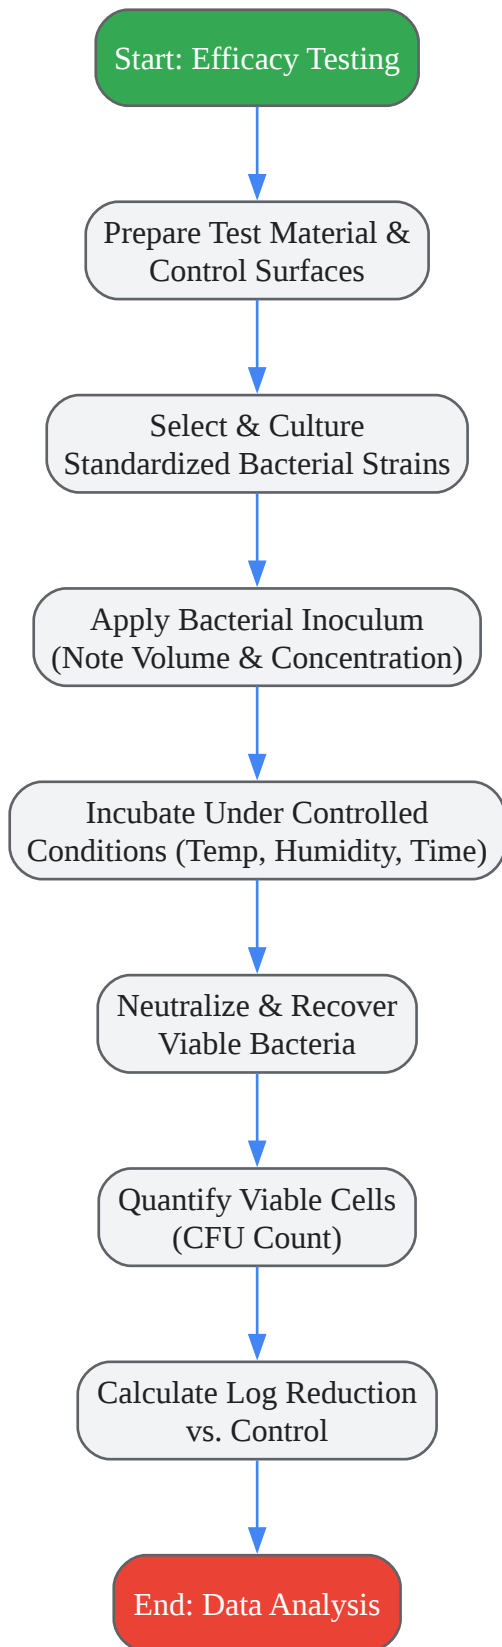 Start: Efficacy Testing
Prepare Test Material &
Control Surfaces
Select & Culture
Standardized Bacterial Strains
Apply Bacterial Inoculum
(Note Volume & Concentration)
Incubate Under Controlled
Conditions (Temp, Humidity, Time)
Neutralize & Recover
Viable Bacteria
Quantify Viable Cells
(CFU Count)
Calculate Log Reduction
vs. Control
End: Data Analysis